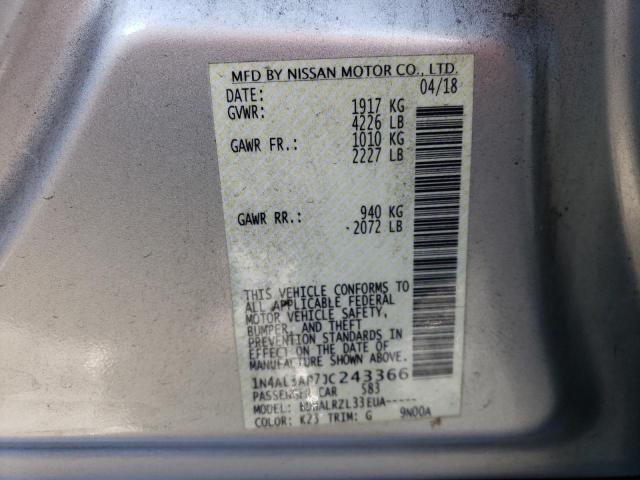 MFD BY NISSAN MOTOR CO., LTD.
DATE: 04/18
GVWR: 1917 KG
4226 LB
GAWR FR.: 1010 KG
2227 LB
GAWR RR.: 940 KG
2072 LB
THIS VEHICLE CONFORMS TO
ALL APPLICABLE FEDERAL
MOTOR VEHICLE SAFETY,
BUMPER, AND THEFT
PREVENTION STANDARDS IN
EFFECT ON THE DATE OF
MANUFACTURE SHOWN ABOVE.
1N4AL3AP7JC243366
PASSENGER CAR S83
MODEL: BDRALRZL33EUA-----
COLOR: K23 TRIM: G 9N00A